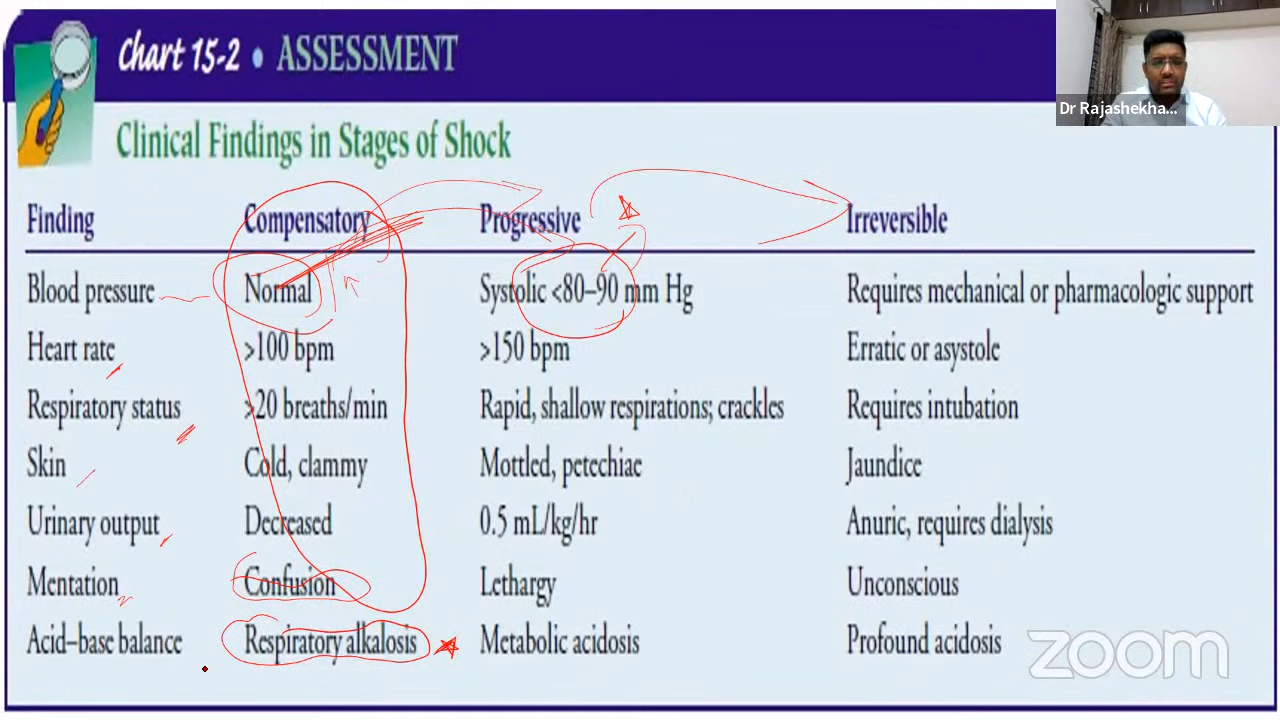 Chart 15-2 • ASSESSMENT
Dr Rajashekha...
Clinical Findings in Stages of Shock
Finding Compensatory Progressive Irreversible
Blood pressure Normal Systolic <80–90 mm Hg Requires mechanical or pharmacologic support
Heart rate >100 bpm >150 bpm Erratic or asystole
Respiratory status >20 breaths/min Rapid, shallow respirations; crackles Requires intubation
Skin Cold, clammy Mottled, petechiae Jaundice
Urinary output Decreased 0.5 mL/kg/hr Anuric, requires dialysis
Mentation Confusion Lethargy Unconscious
Acid–base balance Respiratory alkalosis Metabolic acidosis Profound acidosis
zoom